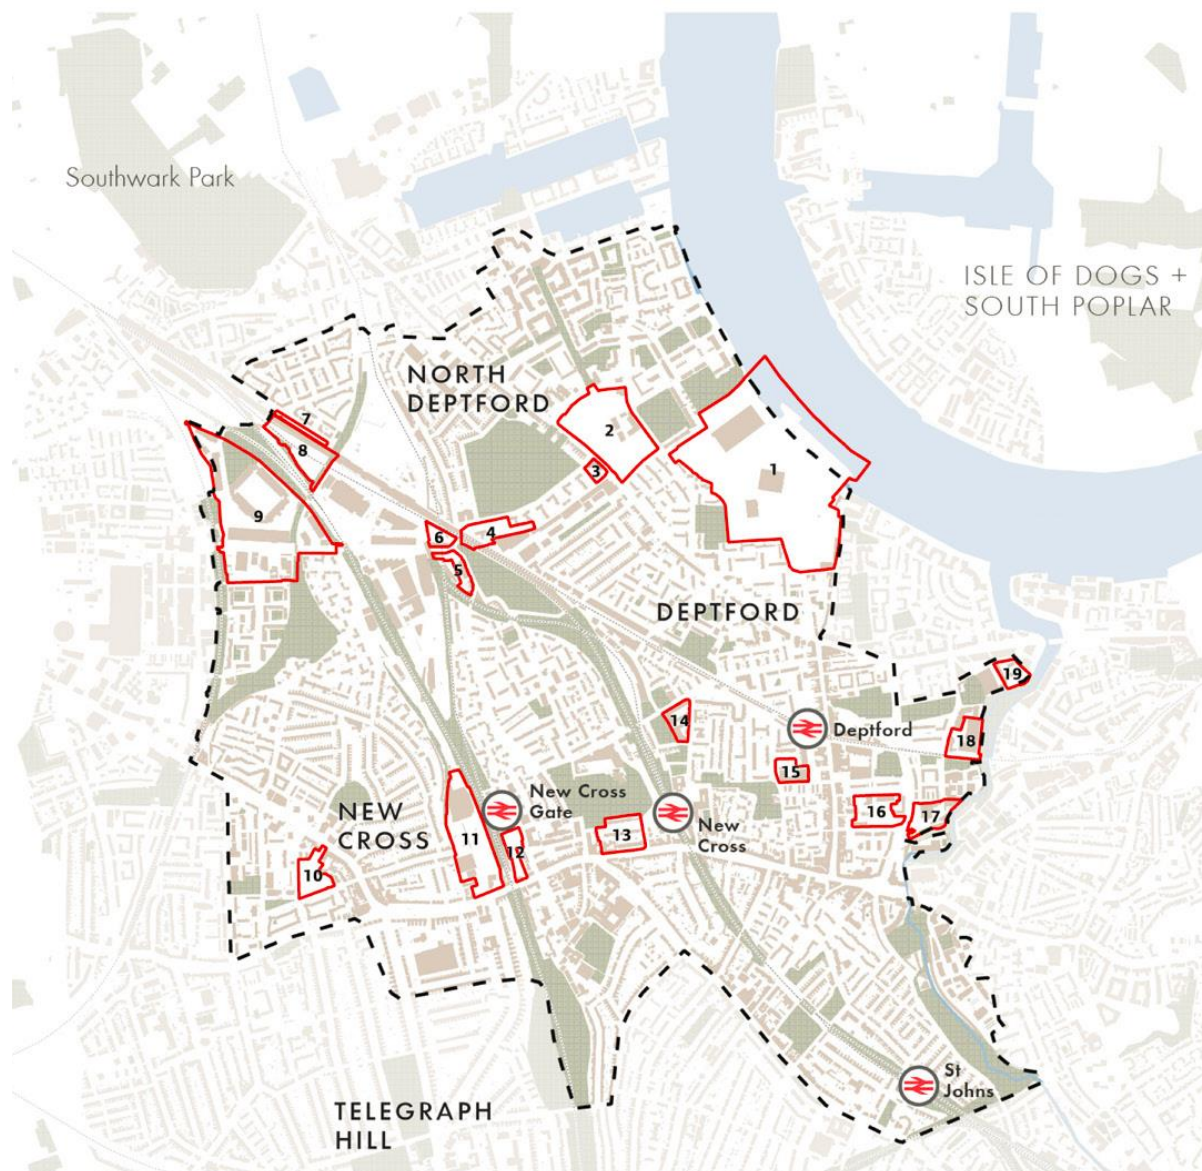 Southwark Park
ISLE OF DOGS +
SOUTH POPLAR
NORTH
DEPTFORD
7
8
2
3
1
9
6
4
5
DEPTFORD
19
14
Deptford
18
15
New Cross
Gate
NEW
CROSS
11
12
13
New
Cross
16
17
10
St
Johns
TELEGRAPH
HILL